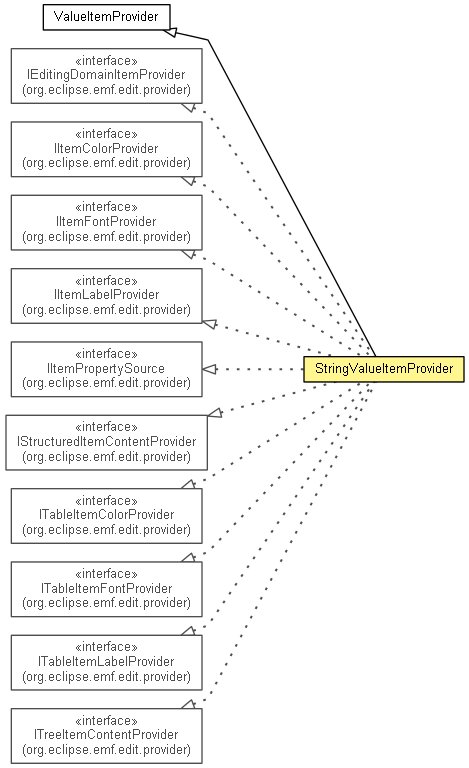 ValueItemProvider
«interface»
IEditingDomainItemProvider
(org.eclipse.emf.edit.provider)
«interface»
IItemColorProvider
(org.eclipse.emf.edit.provider)
«interface»
IItemFontProvider
(org.eclipse.emf.edit.provider)
«interface»
IItemLabelProvider
(org.eclipse.emf.edit.provider)
«interface»
IItemPropertySource
(org.eclipse.emf.edit.provider)
StringValueItemProvider
«interface»
IStructuredItemContentProvider
(org.eclipse.emf.edit.provider)
«interface»
ITableItemColorProvider
(org.eclipse.emf.edit.provider)
«interface»
ITableItemFontProvider
(org.eclipse.emf.edit.provider)
«interface»
ITableItemLabelProvider
(org.eclipse.emf.edit.provider)
«interface»
ITreeItemContentProvider
(org.eclipse.emf.edit.provider)